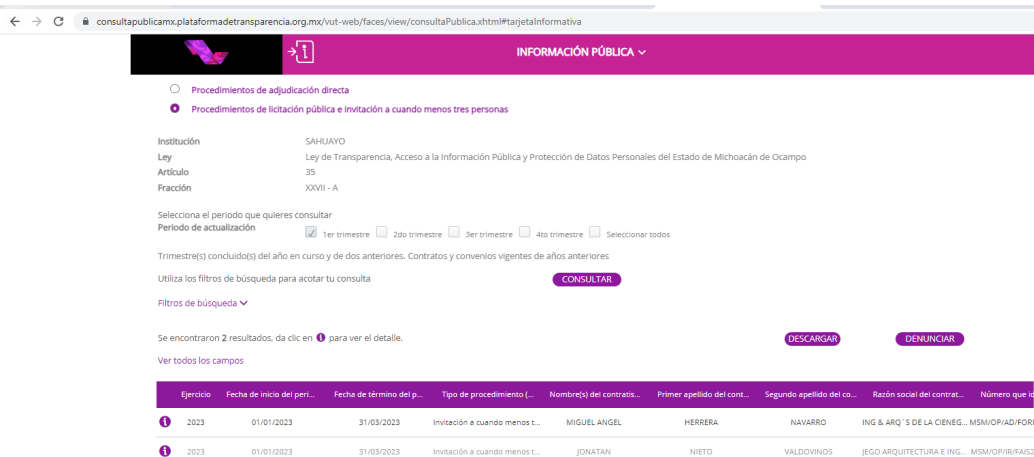 consultapublicamx.plataformadetransparencia.org.mx/vut-web/faces/view/consultaPublica.xhtml#tarjetaInformativa
INFORMACIÓN PÚBLICA
Procedimientos de adjudicación directa
Procedimientos de licitación pública e invitación a cuando menos tres personas
Institución SAHUAYO
Ley Ley de Transparencia, Acceso a la Información Pública y Protección de Datos Personales del Estado de Michoacán de Ocampo
Artículo 35
Fracción XXVII - A
Selecciona el periodo que quieres consultar
Periodo de actualización 1er trimestre 2do trimestre 3er trimestre 4to trimestre Seleccionar todos
Trimestre(s) concluido(s) del año en curso y de dos anteriores. Contratos y convenios vigentes de años anteriores
Utiliza los filtros de búsqueda para acotar tu consulta CONSULTAR
Filtros de búsqueda
Se encontraron 2 resultados, da clic en i para ver el detalle. DESCARGAR DENUNCIAR
Ver todos los campos
Ejercicio Fecha de inicio del peri... Fecha de término del p... Tipo de procedimiento (... Nombre(s) del contratis... Primer apellido del cont... Segundo apellido del co... Razón social del contrat... Número que id
2023 01/01/2023 31/03/2023 Invitación a cuando menos t... MIGUEL ANGEL HERRERA NAVARRO ING & ARQ´S DE LA CIENEG... MSM/OP/AD/FORI
2023 01/01/2023 31/03/2023 Invitación a cuando menos t... JONATAN NIETO VALDOVINOS JEGO ARQUITECTURA E ING... MSM/OP/IR/FAIS2